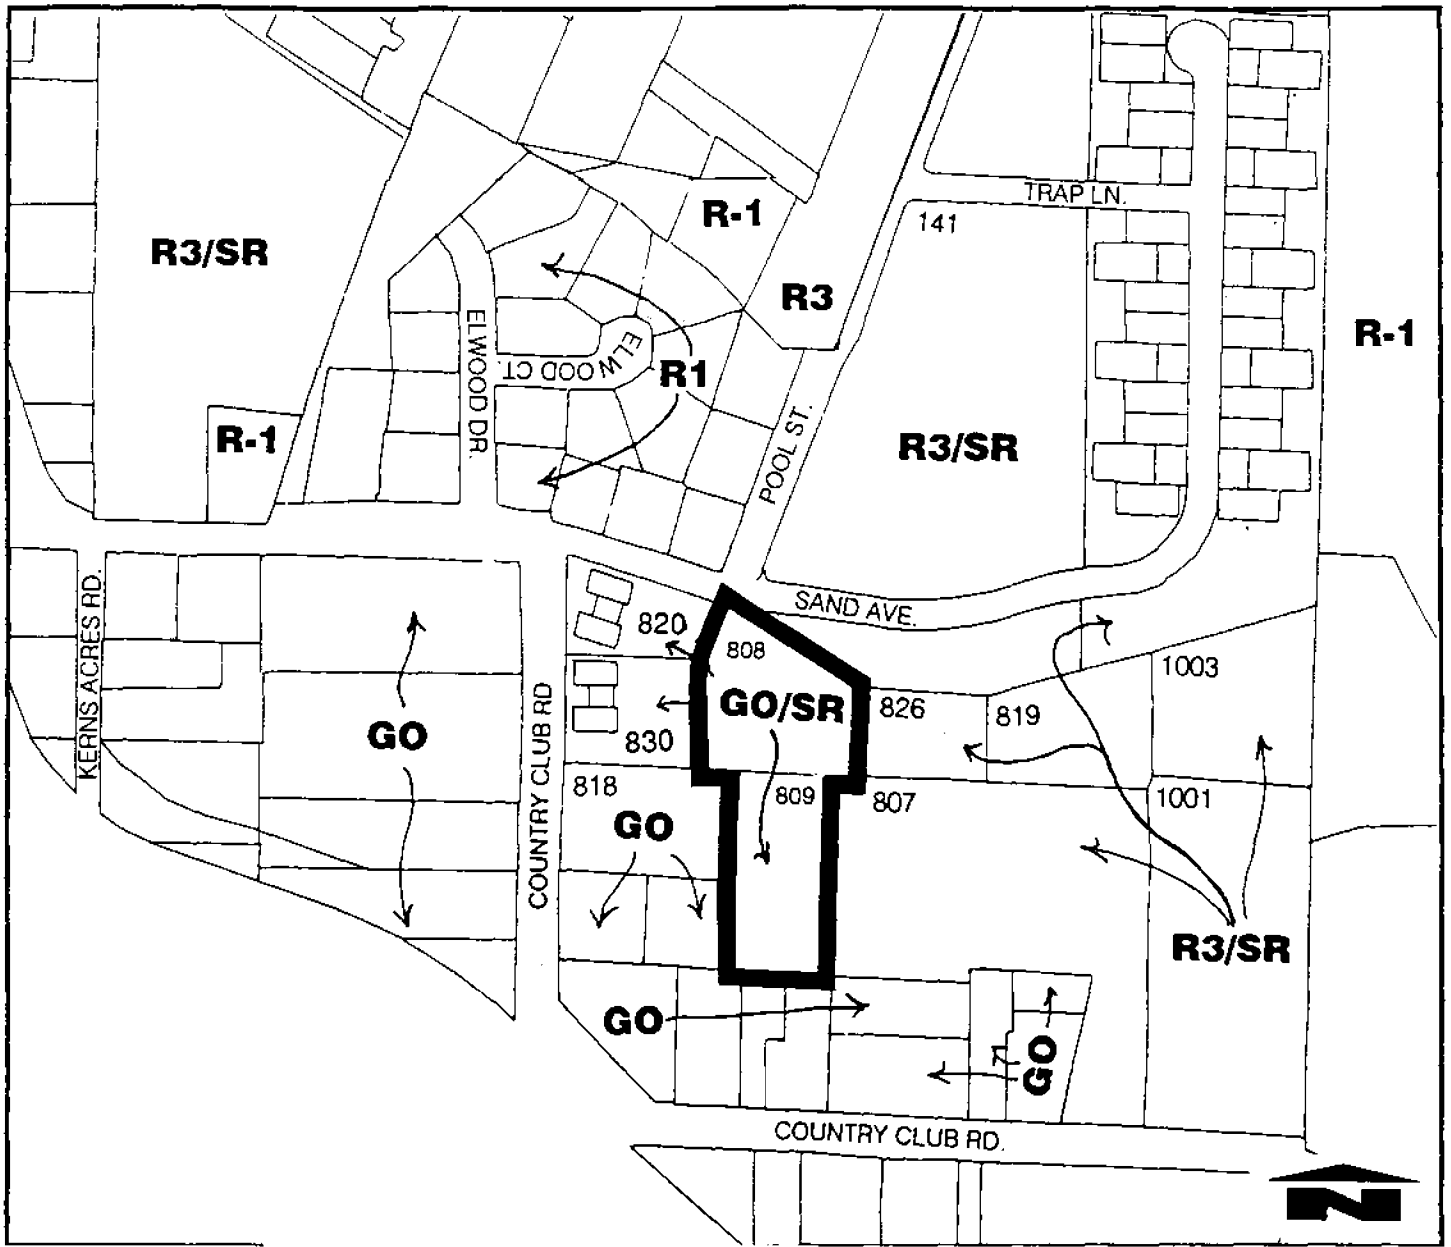 TRAP LN.
R-1
141
R3/SR
R3
R-1
ELWOOD DR.
ELWOOD CT.
R1
R-1
POOL ST.
R3/SR
KERNS ACRES RD.
820
808
SAND AVE.
1003
GO
COUNTRY CLUB RD
830
GO/SR
826
819
818
809
807
1001
GO
R3/SR
GO
GO
COUNTRY CLUB RD.
N